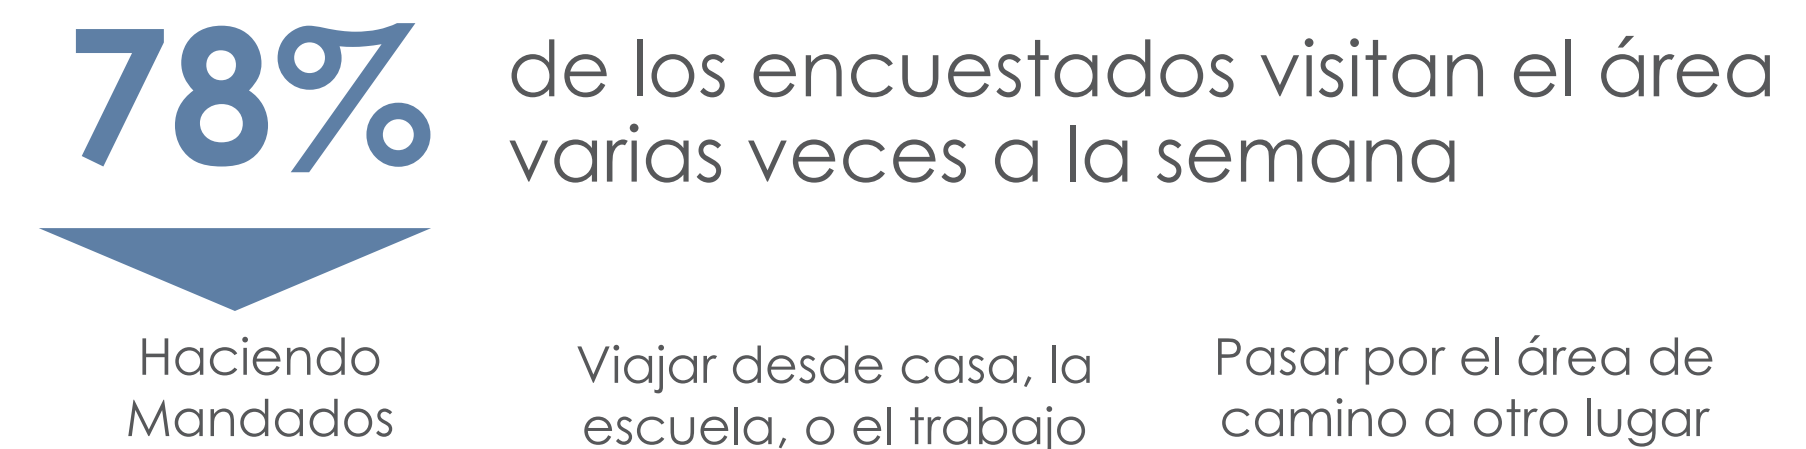 78% de los encuestados visitan el área
varias veces a la semana
Haciendo
Mandados
Viajar desde casa, la
escuela, o el trabajo
Pasar por el área de
camino a otro lugar